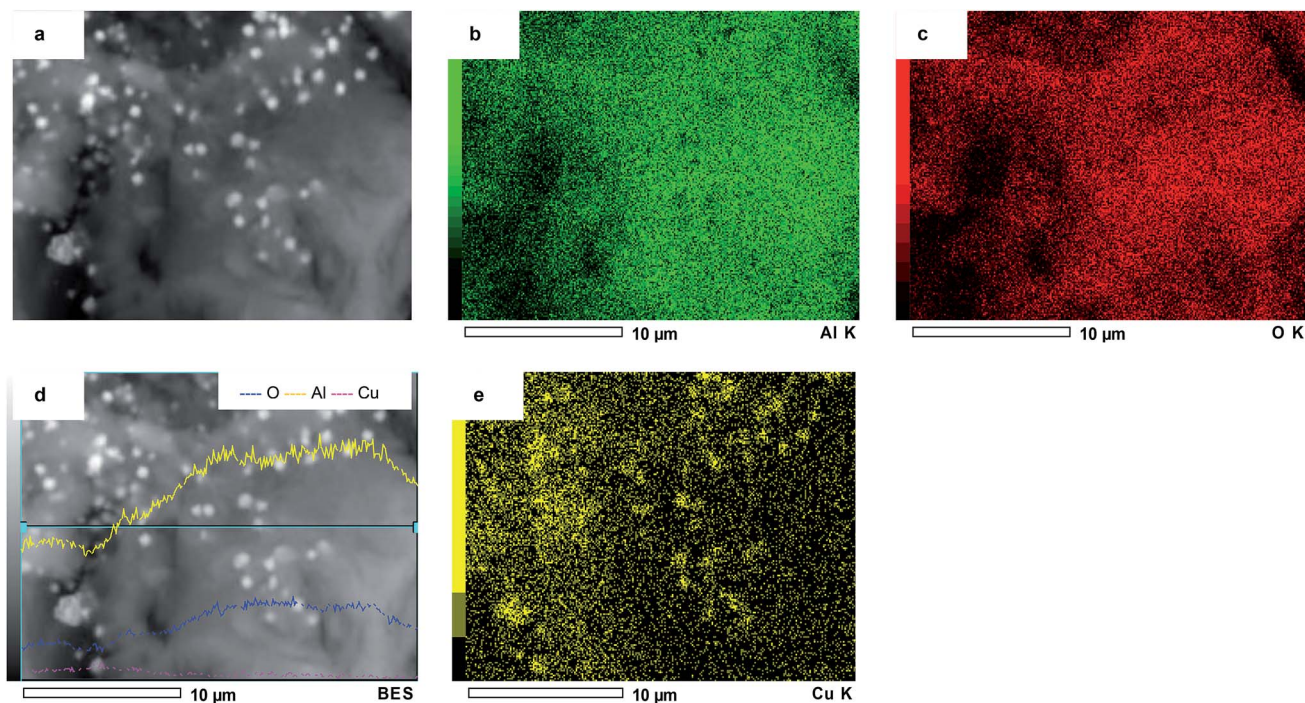 a
b
c
10 µm Al K
10 µm O K
d
O Al Cu
e
10 µm BES
10 µm Cu K